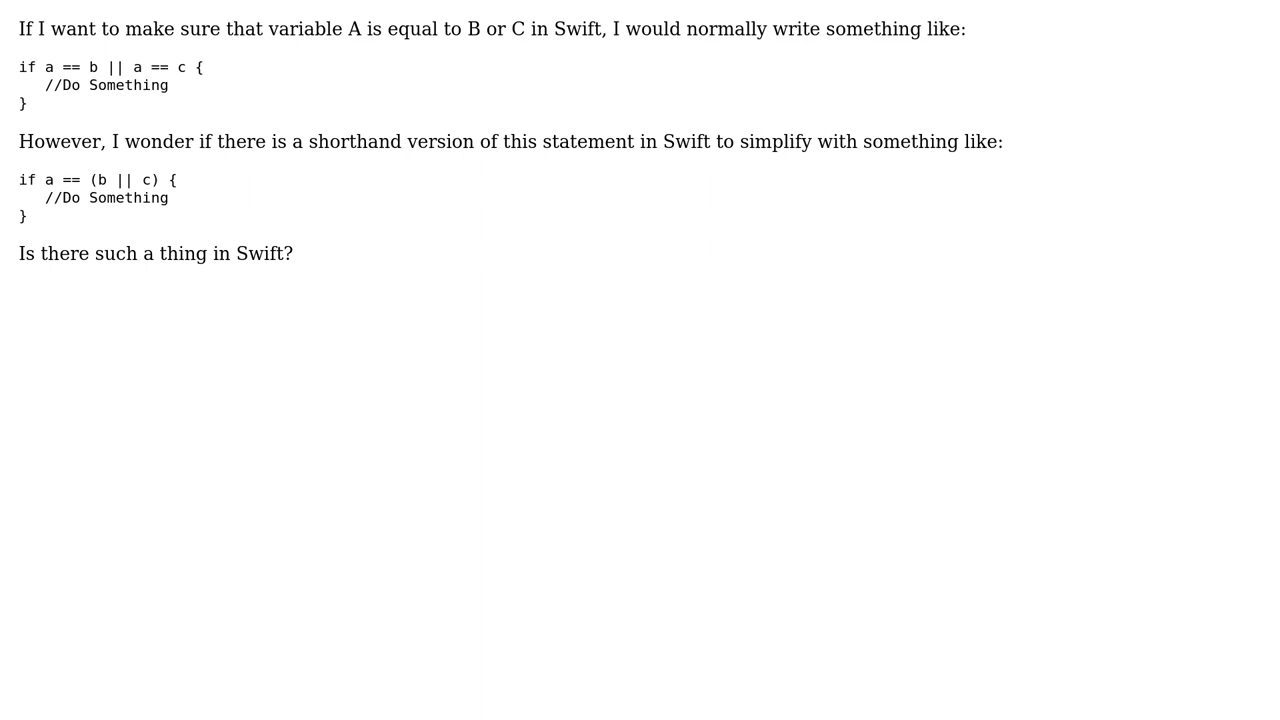 If I want to make sure that variable A is equal to B or C in Swift, I would normally write something like:
if a == b || a == c {
   //Do Something
}
However, I wonder if there is a shorthand version of this statement in Swift to simplify with something like:
if a == (b || c) {
   //Do Something
}
Is there such a thing in Swift?